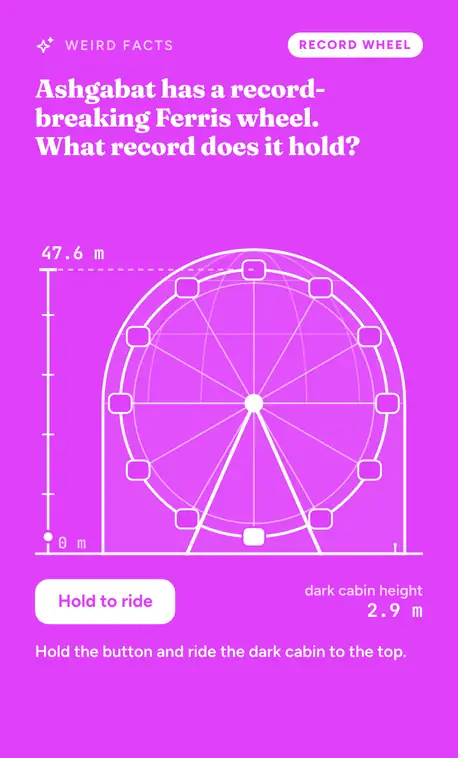 WEIRD FACTS
RECORD WHEEL
Ashgabat has a record-
breaking Ferris wheel.
What record does it hold?
47.6 m
0 m
Hold to ride
dark cabin height
2.9 m
Hold the button and ride the dark cabin to the top.